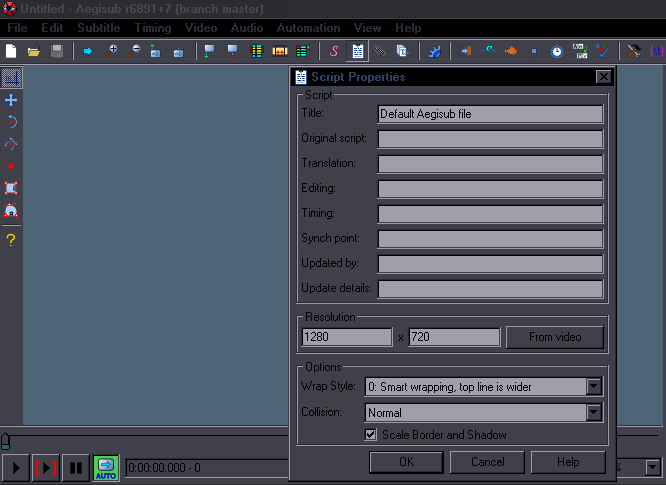 Untitled - Aegisub r6891+7 (branch master)
File Edit Subtitle Timing Video Audio Automation View Help
Script Properties
Script
Title: Default Aegisub file
Original script:
Translation:
Editing:
Timing:
Synch point:
Updated by:
Update details:
Resolution
1280 x 720 From video
Options
Wrap Style: 0: Smart wrapping, top line is wider
Collision: Normal
Scale Border and Shadow
AUTO 0:00:00.000 - 0 %
OK Cancel Help